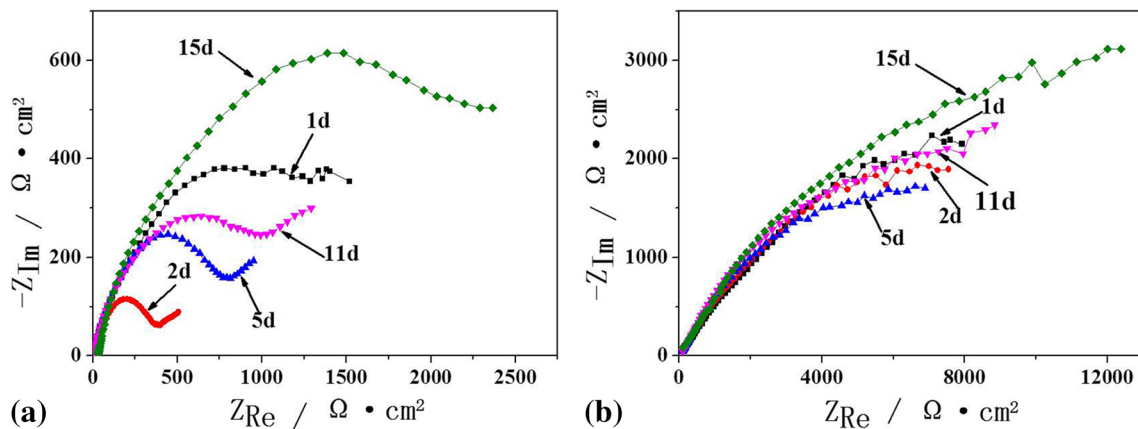 600
400
200
0
0 500 1000 1500 2000 2500
-ZIm / Ω • cm²
ZRe / Ω • cm²
15d
1d
11d
2d
5d
(a)
3000
2000
1000
0
0 4000 8000 12000
-ZIm / Ω • cm²
ZRe / Ω • cm²
15d
1d
11d
2d
5d
(b)